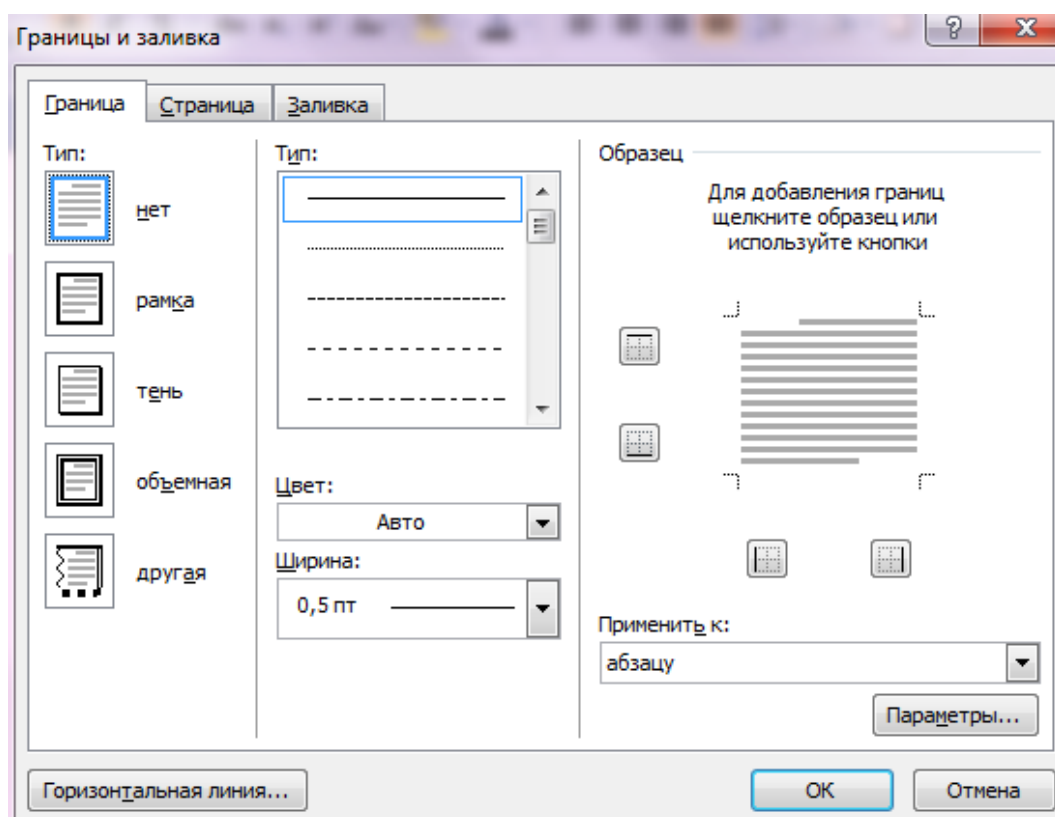 Границы и заливка
Граница Страница Заливка
Тип:
нет
рамка
тень
объемная
другая
Тип:
Цвет:
Авто
Ширина:
0,5 пт
Образец
Для добавления границ
щелкните образец или
используйте кнопки
Применить к:
абзацу
Параметры...
Горизонтальная линия...
ОК Отмена